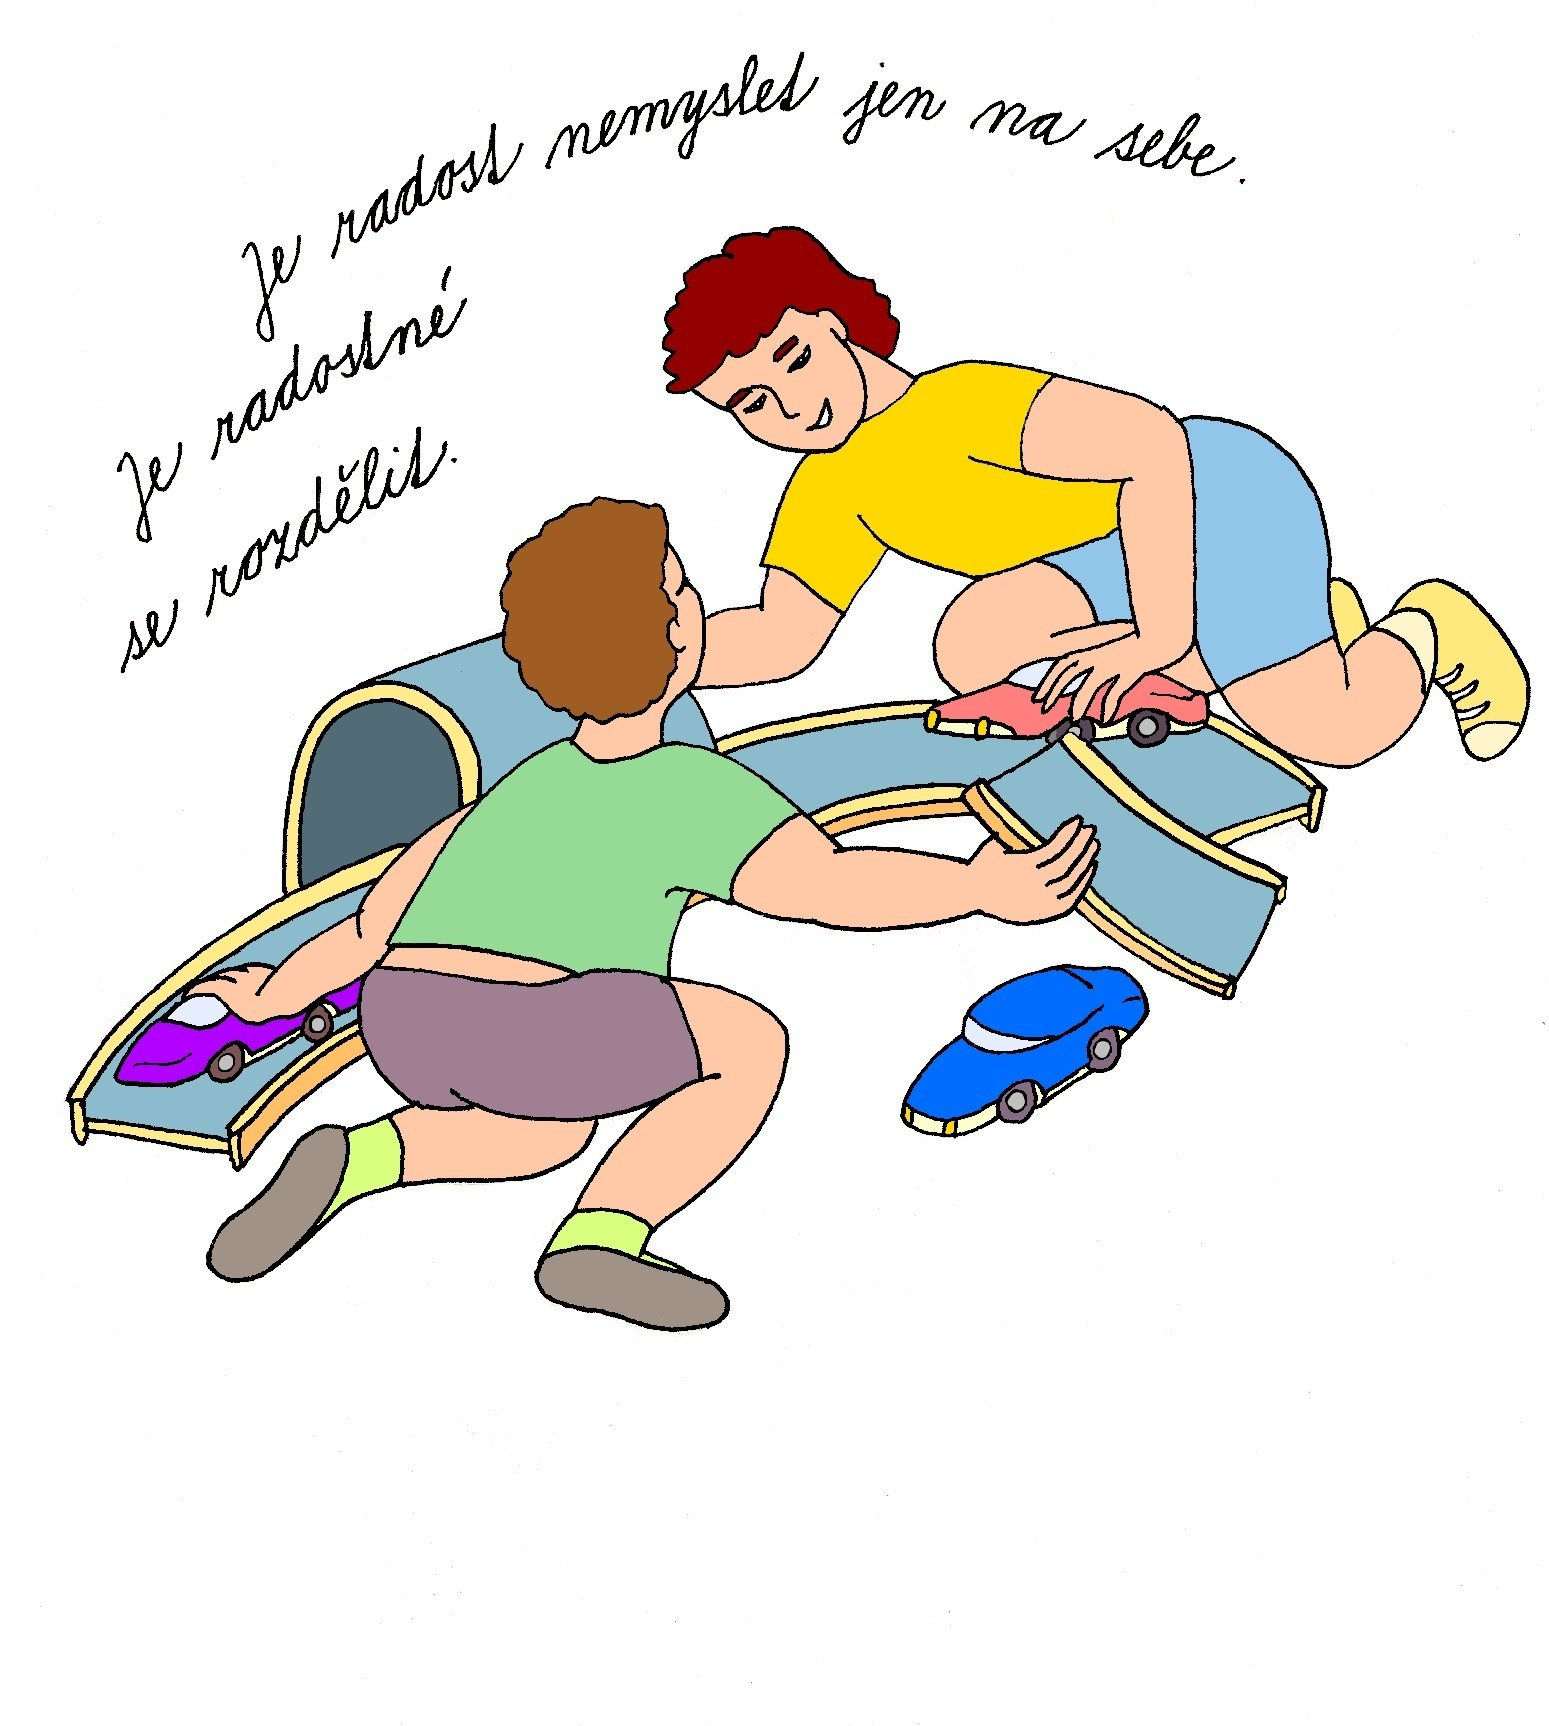 Je radost nemyslet jen na sebe.
Je radostné
se rozdělit.